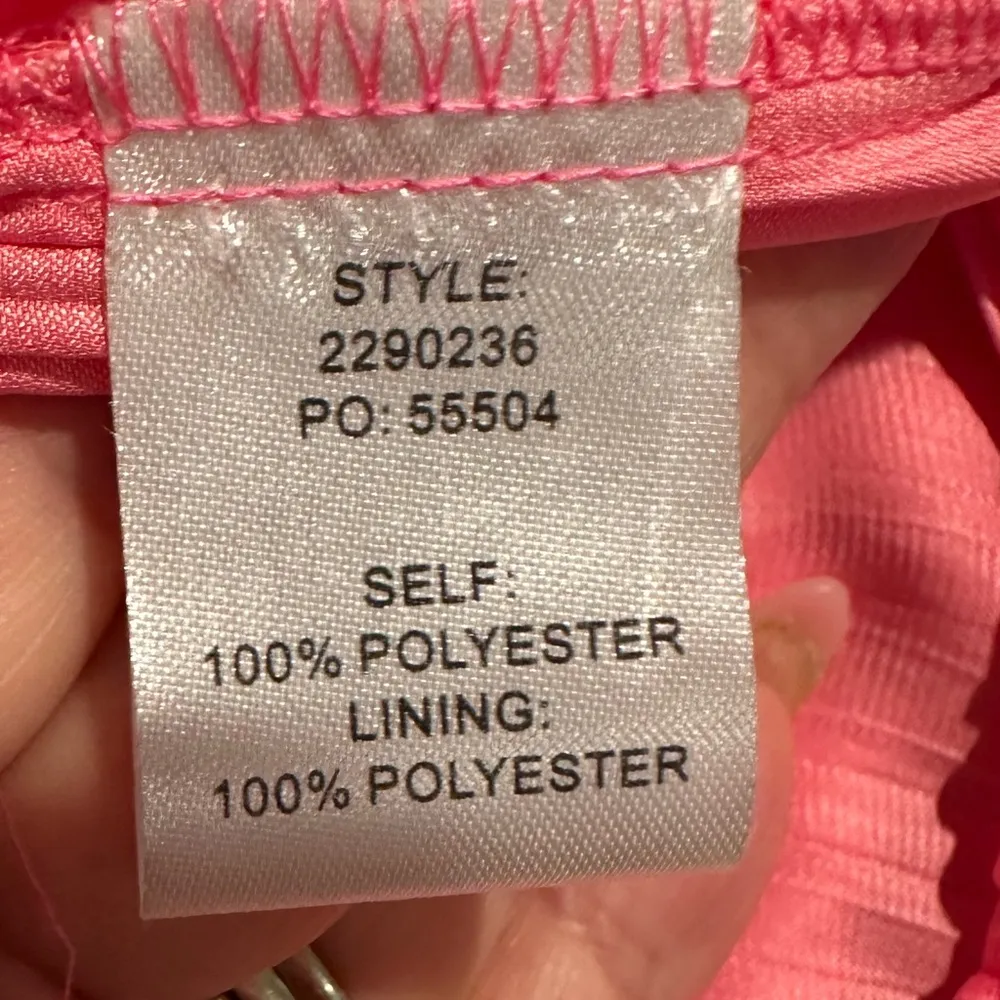 STYLE:
2290236
PO: 55504
SELF:
100% POLYESTER
LINING:
100% POLYESTER